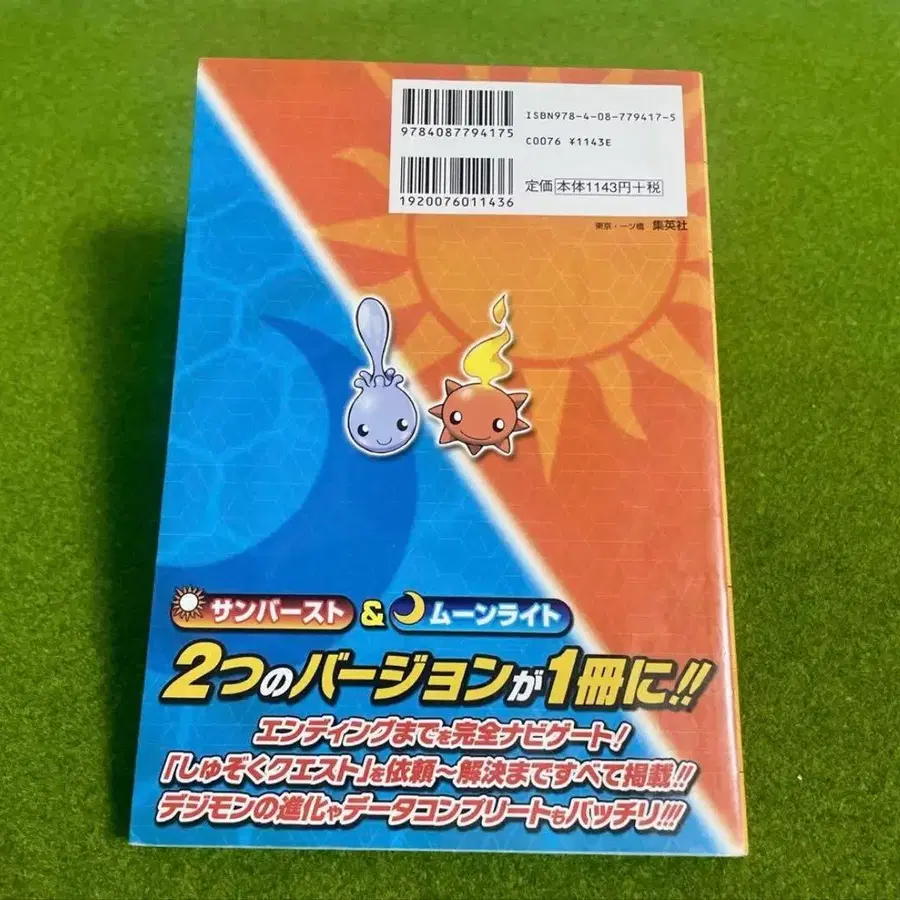 ISBN978-4-08-779417-5
9784087794175
C0076 ¥1143E
1920076011436
定価 本体1143円+税
東京・一ツ橋 集英社
サンバースト & ムーンライト
2つのバージョンが1冊に!!
エンディングまでを完全ナビゲート!
「しゅぞくクエスト」を依頼〜解決まですべて掲載!!
デジモンの進化やデータコンプリートもバッチリ!!!